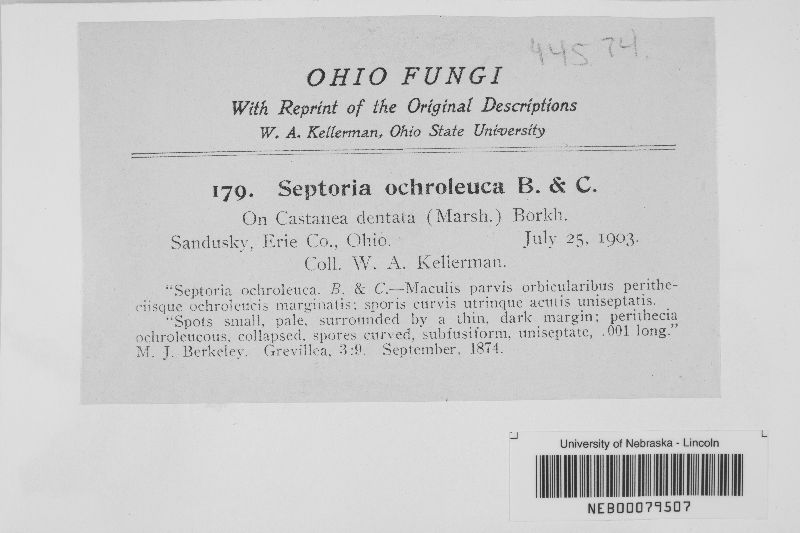 44574.
OHIO FUNGI
With Reprint of the Original Descriptions
W. A. Kellerman, Ohio State University
179. Septoria ochroleuca B. & C.
On Castanea dentata (Marsh.) Borkh.
Sandusky, Erie Co., Ohio. July 25, 1903.
Coll. W. A. Kellerman.
"Septoria ochroleuca. B. & C.—Maculis parvis orbicularibus perithe-
ciisque ochroleucis marginatis; sporis curvis utrinque acutis uniseptatis.
"Spots small, pale, surrounded by a thin, dark margin; perithecia
ochroleucous, collapsed, spores curved, subfusiform, uniseptate, .001 long."
M. J. Berkeley. Grevillea, 3:9. September, 1874.
University of Nebraska - Lincoln
NEB00079507